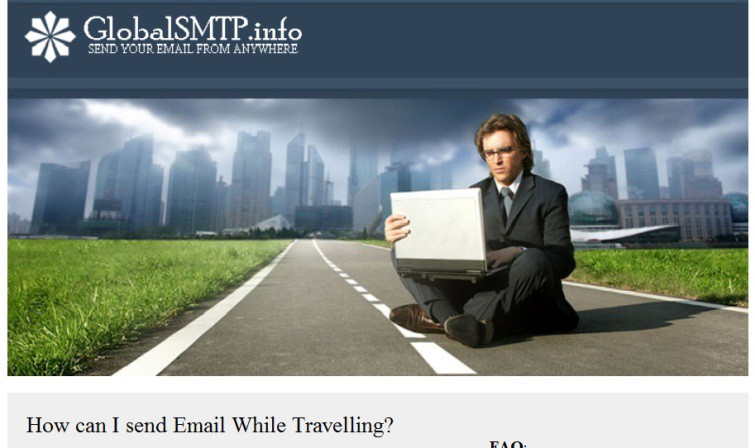 GlobalSMTP.info
SEND YOUR EMAIL FROM ANYWHERE
How can I send Email While Travelling?
FAQ: